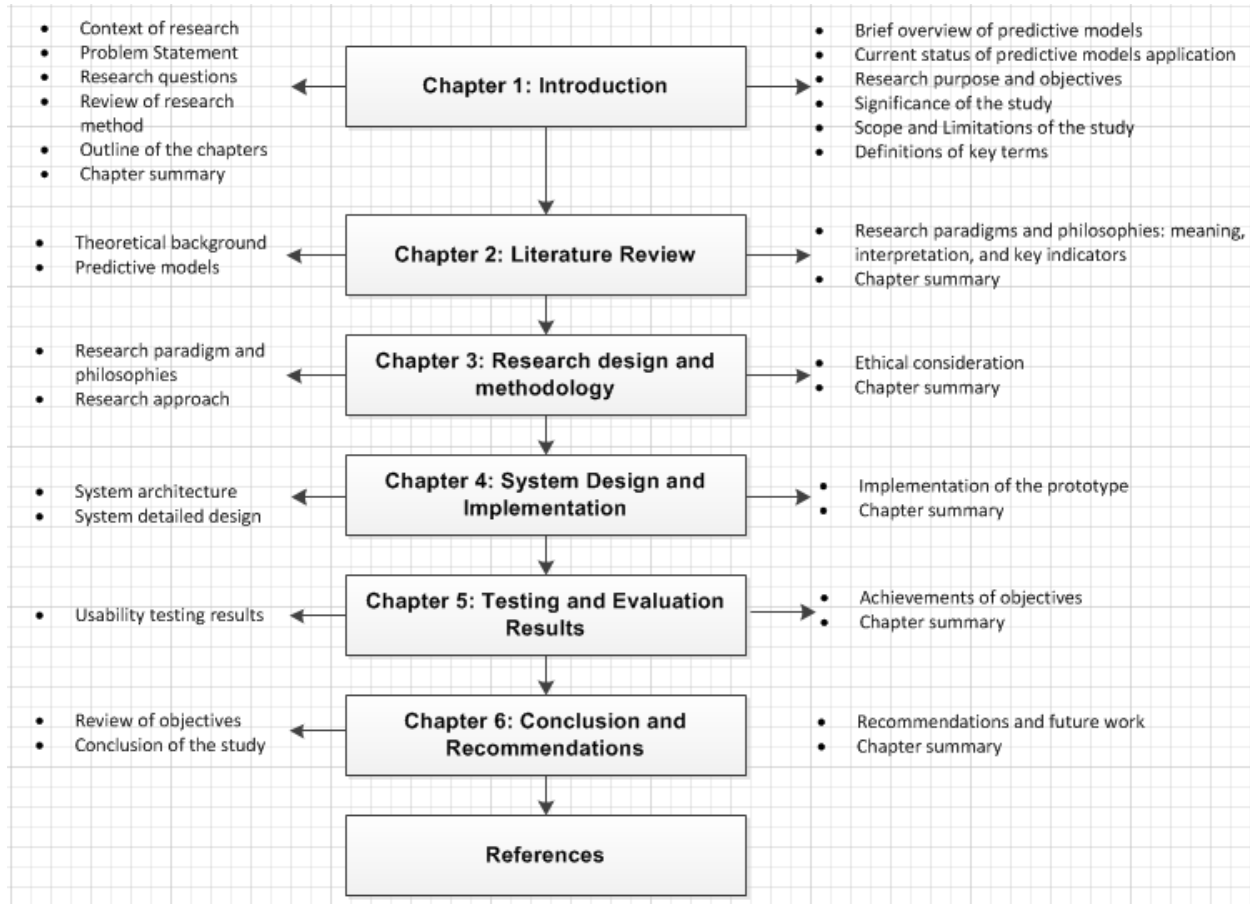 Context of research
Problem Statement
Research questions
Review of research
method
Outline of the chapters
Chapter summary
Chapter 1: Introduction
Brief overview of predictive models
Current status of predictive models application
Research purpose and objectives
Significance of the study
Scope and Limitations of the study
Definitions of key terms
Theoretical background
Predictive models
Chapter 2: Literature Review
Research paradigms and philosophies: meaning,
interpretation, and key indicators
Chapter summary
Research paradigm and
philosophies
Research approach
Chapter 3: Research design and
methodology
Ethical consideration
Chapter summary
System architecture
System detailed design
Chapter 4: System Design and
Implementation
Implementation of the prototype
Chapter summary
Usability testing results
Chapter 5: Testing and Evaluation
Results
Achievements of objectives
Chapter summary
Review of objectives
Conclusion of the study
Chapter 6: Conclusion and
Recommendations
Recommendations and future work
Chapter summary
References